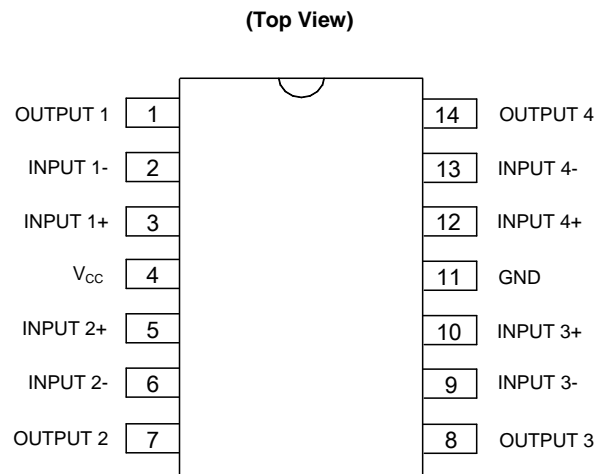 (Top View)
OUTPUT 1 1 14 OUTPUT 4
INPUT 1- 2 13 INPUT 4-
INPUT 1+ 3 12 INPUT 4+
VCC 4 11 GND
INPUT 2+ 5 10 INPUT 3+
INPUT 2- 6 9 INPUT 3-
OUTPUT 2 7 8 OUTPUT 3